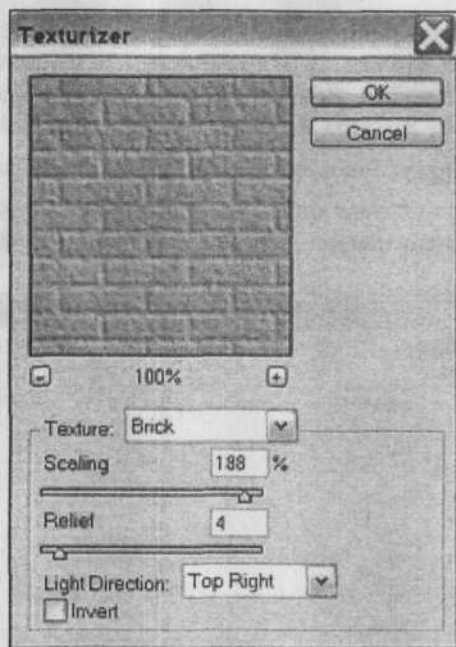 Texturizer
OK
Cancel
100%
Texture: Brick
Scaling 188 %
Relief 4
Light Direction: Top Right
Invert